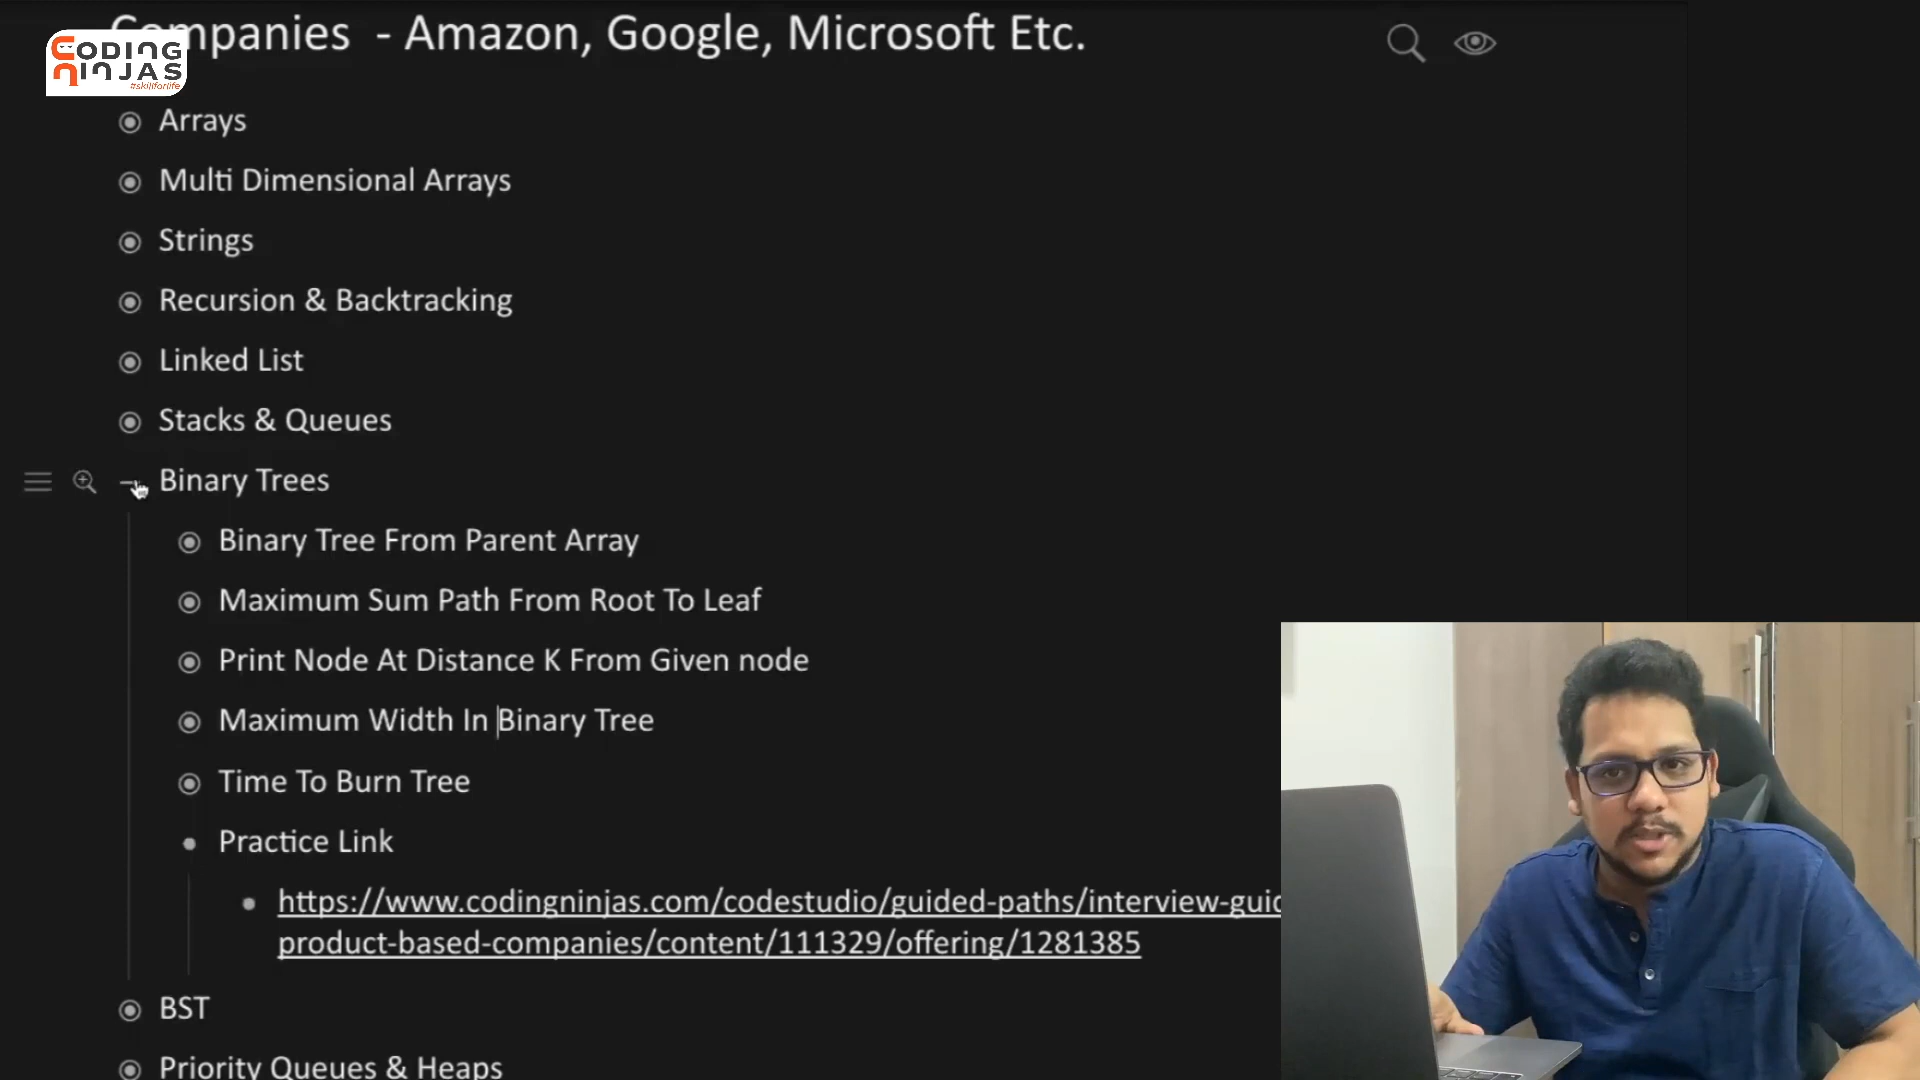 Companies - Amazon, Google, Microsoft Etc.
CODING
NINJAS
#skillforlife
Arrays
Multi Dimensional Arrays
Strings
Recursion & Backtracking
Linked List
Stacks & Queues
Binary Trees
Binary Tree From Parent Array
Maximum Sum Path From Root To Leaf
Print Node At Distance K From Given node
Maximum Width In Binary Tree
Time To Burn Tree
Practice Link
https://www.codingninjas.com/codestudio/guided-paths/interview-guid
product-based-companies/content/111329/offering/1281385
BST
Priority Queues & Heaps